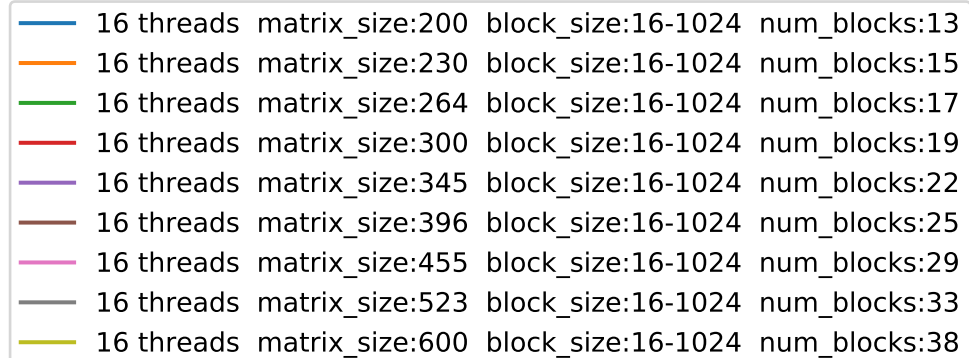 16 threads  matrix_size:200  block_size:16-1024  num_blocks:13
16 threads  matrix_size:230  block_size:16-1024  num_blocks:15
16 threads  matrix_size:264  block_size:16-1024  num_blocks:17
16 threads  matrix_size:300  block_size:16-1024  num_blocks:19
16 threads  matrix_size:345  block_size:16-1024  num_blocks:22
16 threads  matrix_size:396  block_size:16-1024  num_blocks:25
16 threads  matrix_size:455  block_size:16-1024  num_blocks:29
16 threads  matrix_size:523  block_size:16-1024  num_blocks:33
16 threads  matrix_size:600  block_size:16-1024  num_blocks:38